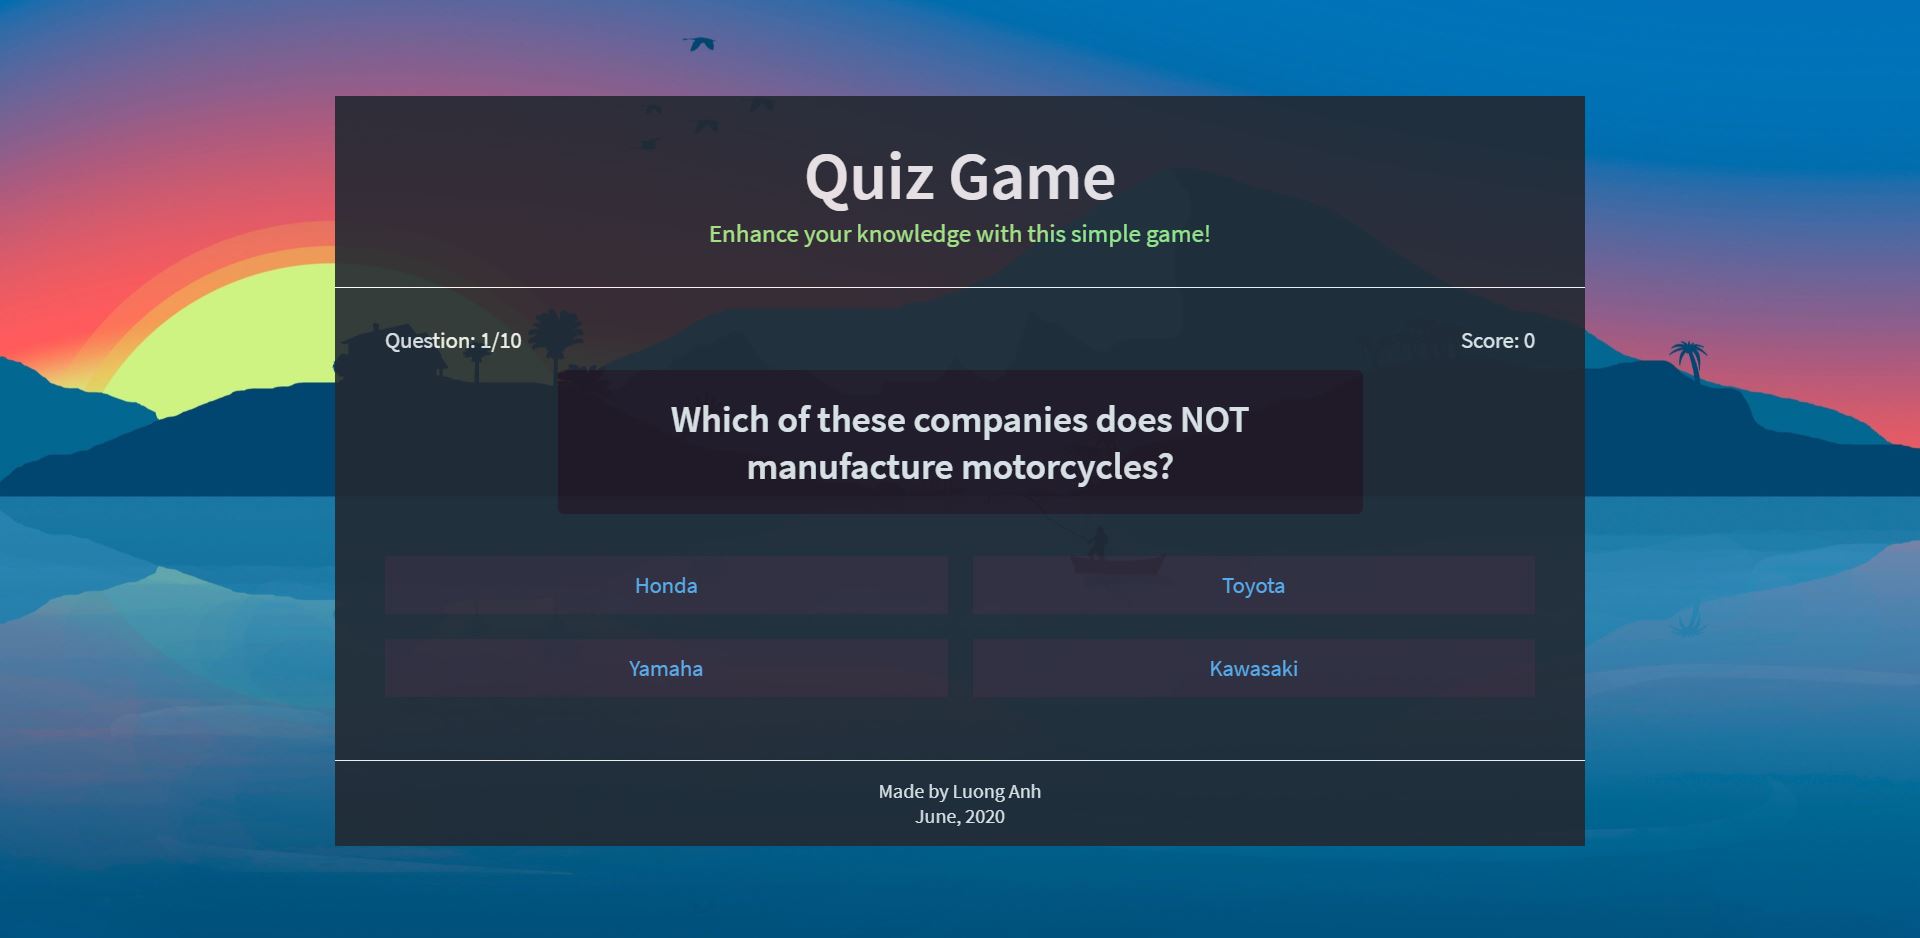 Quiz Game
Enhance your knowledge with this simple game!
Question: 1/10
Score: 0
Which of these companies does NOT
manufacture motorcycles?
Honda
Toyota
Yamaha
Kawasaki
Made by Luong Anh
June, 2020